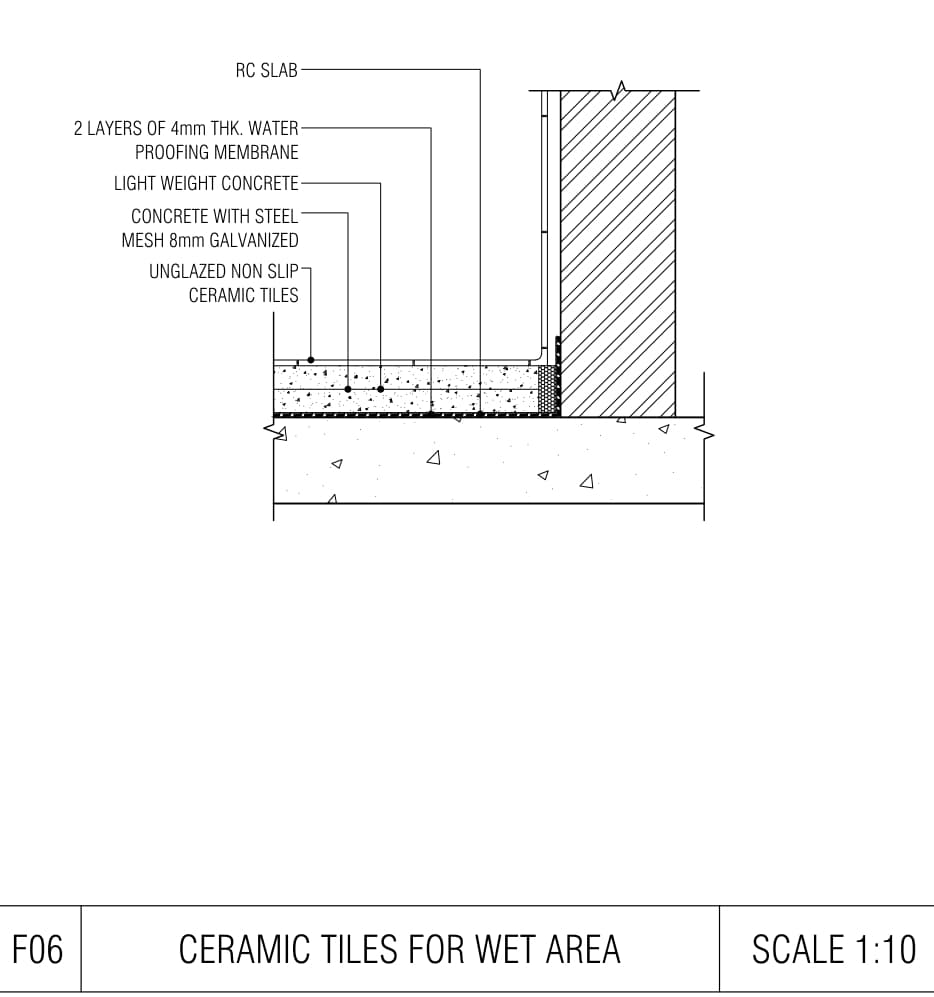 RC SLAB
2 LAYERS OF 4mm THK. WATER
PROOFING MEMBRANE
LIGHT WEIGHT CONCRETE
CONCRETE WITH STEEL
MESH 8mm GALVANIZED
UNGLAZED NON SLIP
CERAMIC TILES
F06
CERAMIC TILES FOR WET AREA
SCALE 1:10